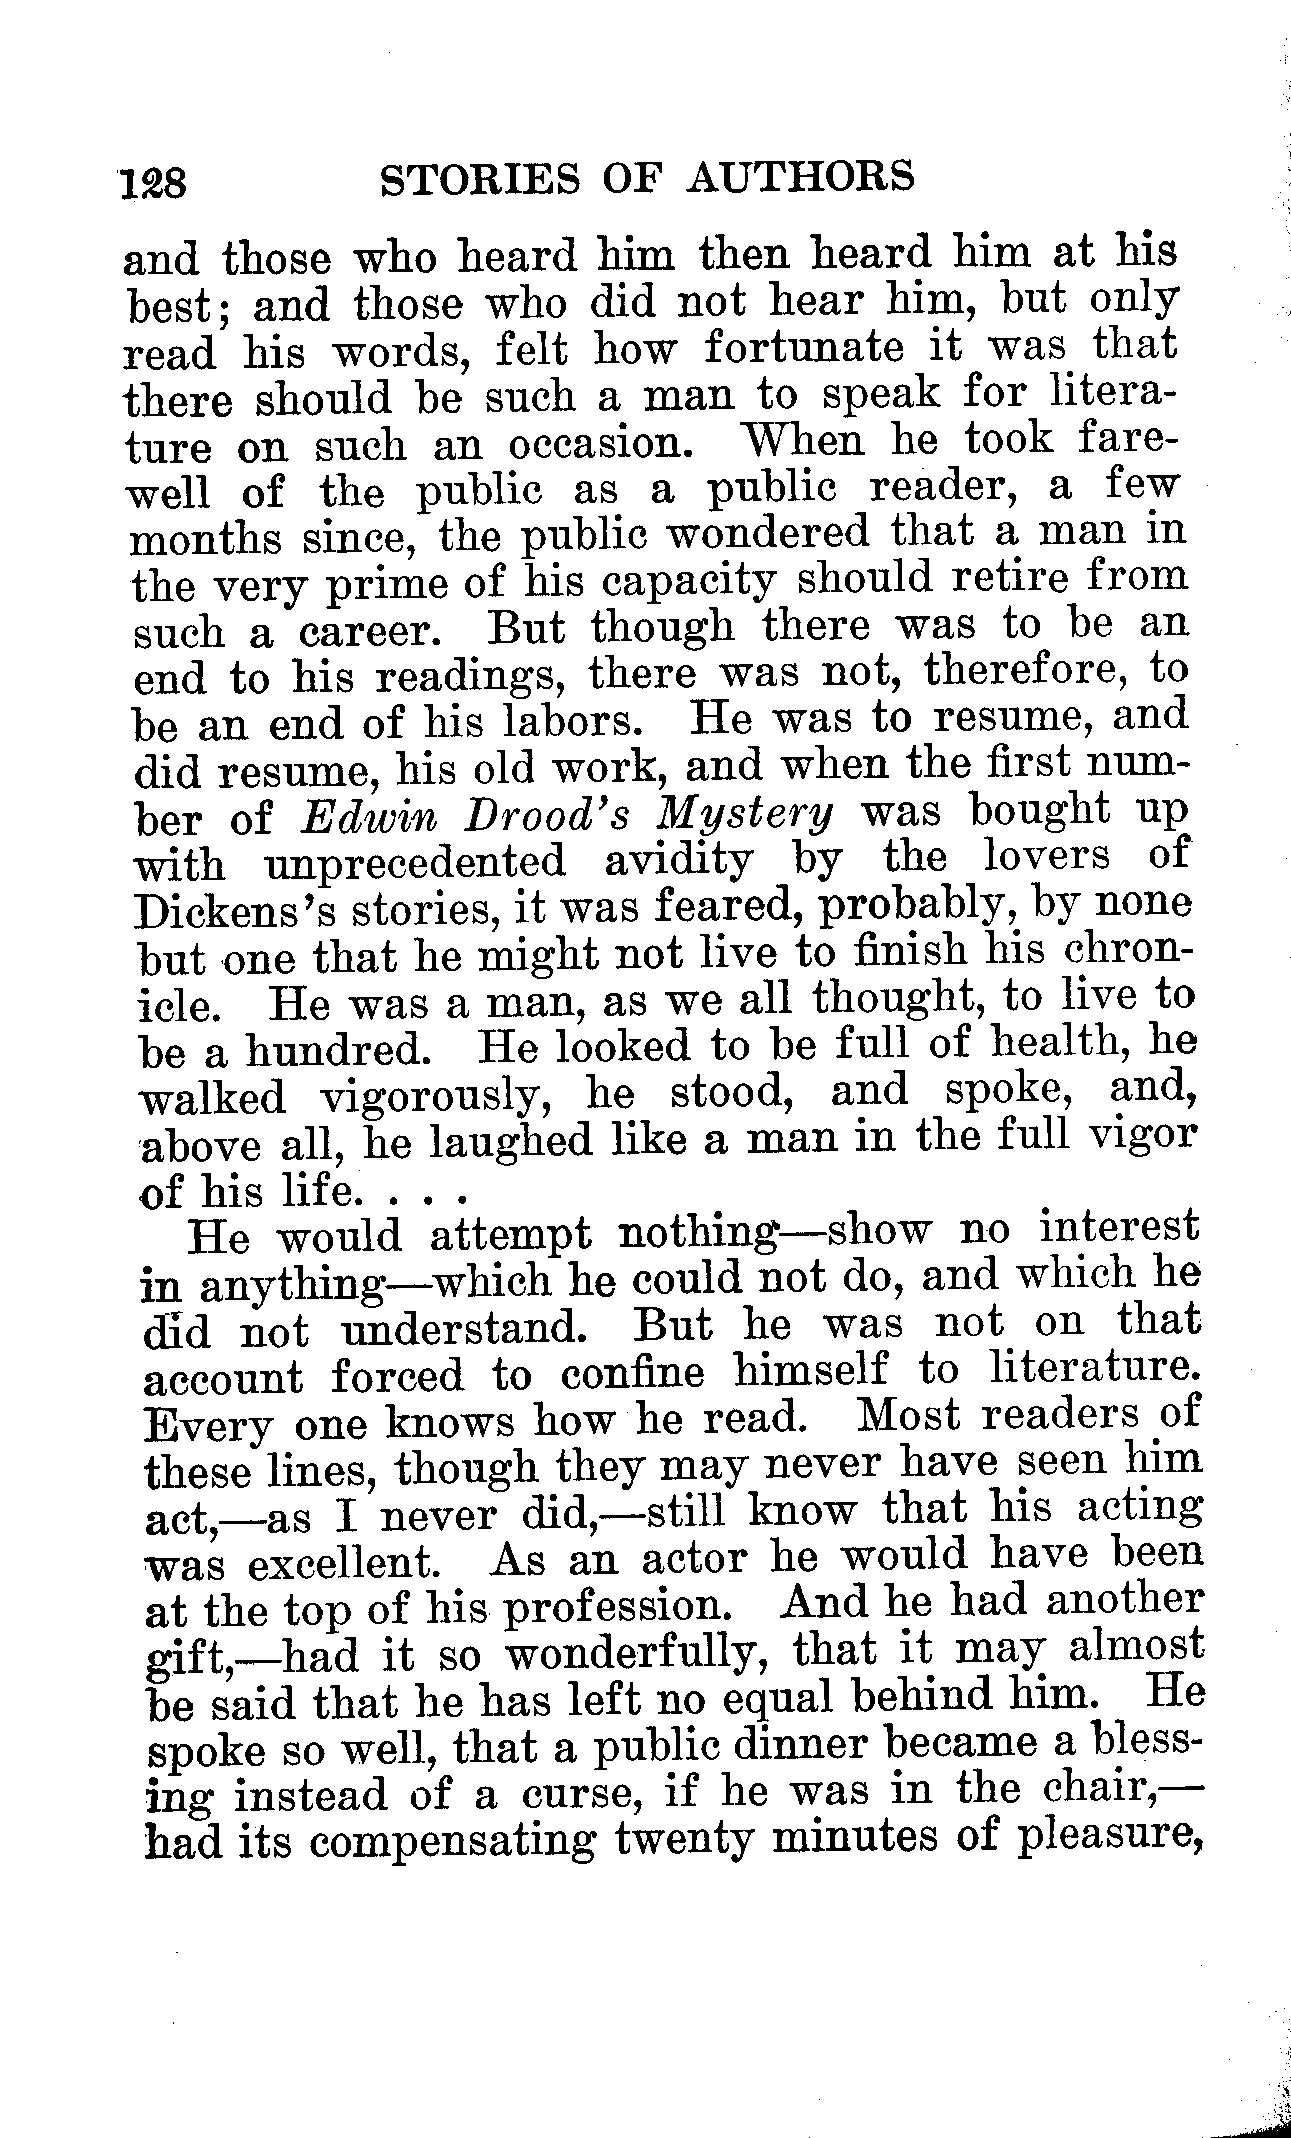 128 STORIES OF AUTHORS
and those who heard him then heard him at his
best; and those who did not hear him, but only
read his words, felt how fortunate it was that
there should be such a man to speak for litera-
ture on such an occasion. When he took fare-
well of the public as a public reader, a few
months since, the public wondered that a man in
the very prime of his capacity should retire from
such a career. But though there was to be an
end to his readings, there was not, therefore, to
be an end of his labors. He was to resume, and
did resume, his old work, and when the first num-
ber of Edwin Drood's Mystery was bought up
with unprecedented avidity by the lovers of
Dickens's stories, it was feared, probably, by none
but one that he might not live to finish his chron-
icle. He was a man, as we all thought, to live to
be a hundred. He looked to be full of health, he
walked vigorously, he stood, and spoke, and,
above all, he laughed like a man in the full vigor
of his life. . . .
He would attempt nothing—show no interest
in anything—which he could not do, and which he
did not understand. But he was not on that
account forced to confine himself to literature.
Every one knows how he read. Most readers of
these lines, though they may never have seen him
act,—as I never did,—still know that his acting
was excellent. As an actor he would have been
at the top of his profession. And he had another
gift,—had it so wonderfully, that it may almost
be said that he has left no equal behind him. He
spoke so well, that a public dinner became a bless-
ing instead of a curse, if he was in the chair,—
had its compensating twenty minutes of pleasure,